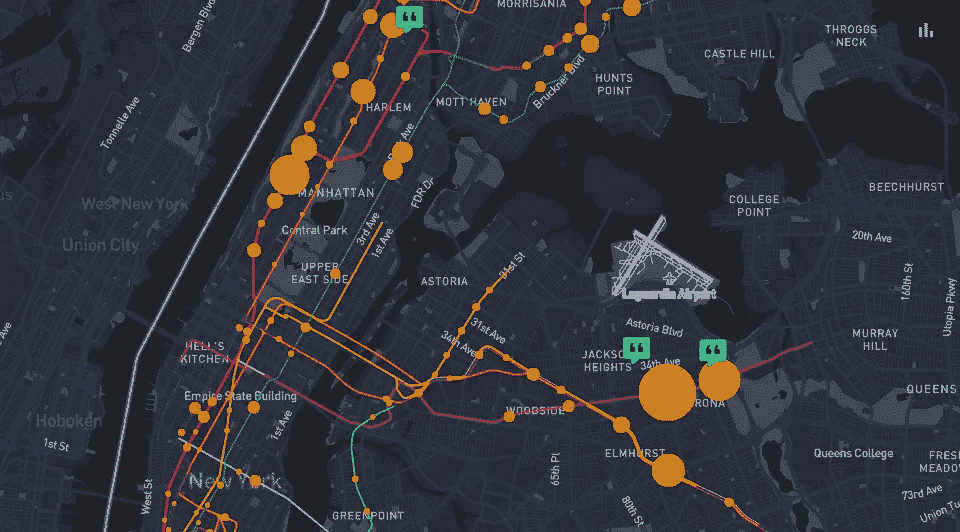 MORRISANIA
Bergen Blvd
THROGGS
NECK
CASTLE HILL
HUNTS
POINT
Bruckner Blvd
MOTT HAVEN
HARLEM
Tonnelle Ave
Ave
MANHATTAN
FDR Dr
BEECHHURST
COLLEGE
POINT
West New York
3rd Ave
1st Ave
Central Park
20th Ave
Union City
UPPER
EAST SIDE
31st St
ASTORIA
160th St
Laguardia Airport
Utopia Pkwy
Astoria Blvd
31st Ave
34th Ave
MURRAY
HILL
HELL'S
KITCHEN
JACKSO
HEIGHTS
34th Ave
Empire State Building
QUEENS
RONA
WOODSIDE
Hoboken
1st Ave
1st St
ELMHURST
Queens College
FRES
MEADO
65th Pl
New York
73rd Ave
West St
80th St
Union Tu
GREENPOINT